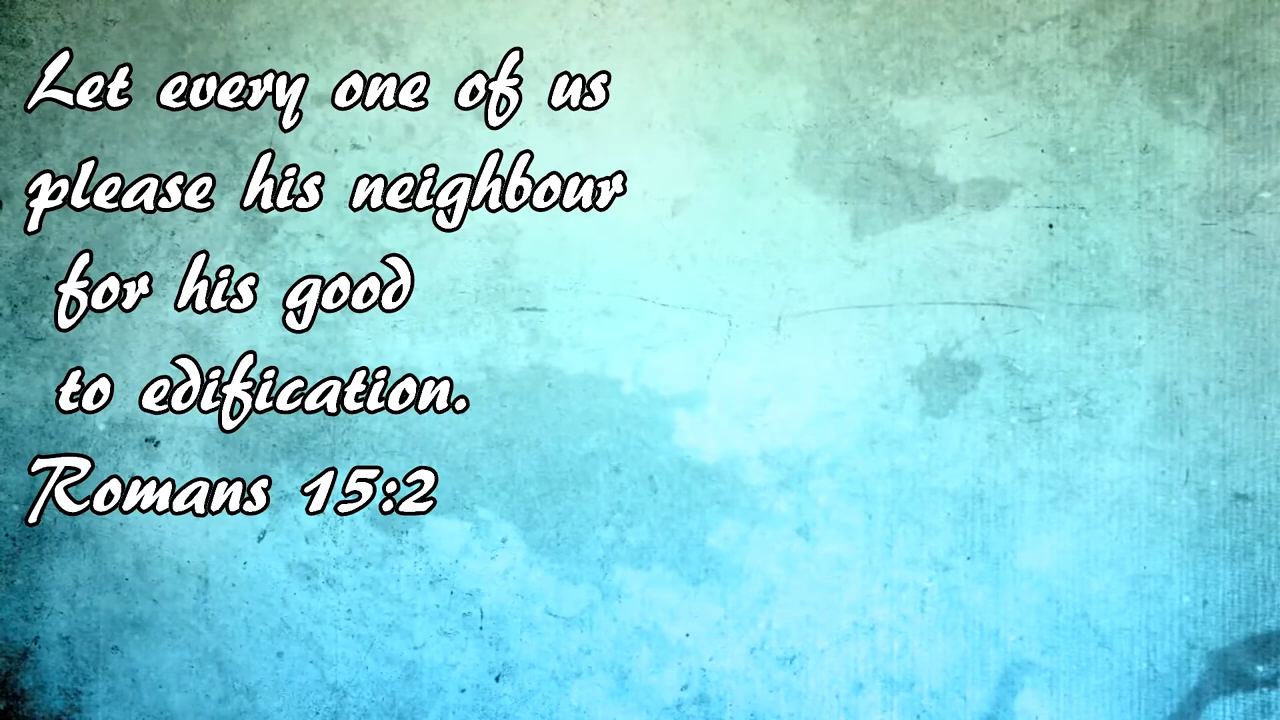 Let every one of us
please his neighbour
for his good
to edification.
Romans 15:2